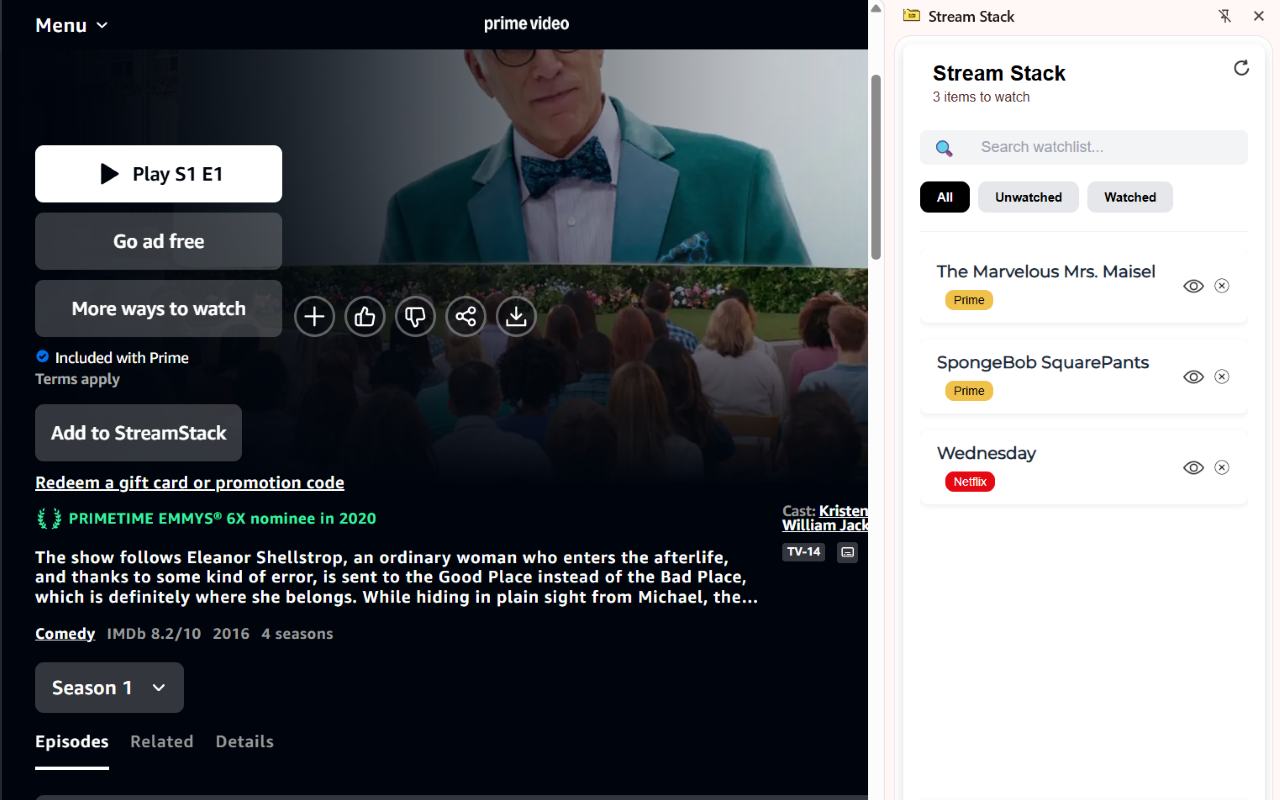 Menu
prime video
Play S1 E1
Go ad free
More ways to watch
Included with Prime
Terms apply
Add to StreamStack
Redeem a gift card or promotion code
PRIMETIME EMMYS® 6X nominee in 2020
The show follows Eleanor Shellstrop, an ordinary woman who enters the afterlife,
and thanks to some kind of error, is sent to the Good Place instead of the Bad Place,
which is definitely where she belongs. While hiding in plain sight from Michael, the...
Cast: Kristen
William Jack
TV-14
Comedy IMDb 8.2/10 2016 4 seasons
Season 1
Episodes Related Details
Stream Stack
Stream Stack
3 items to watch
Search watchlist...
All Unwatched Watched
The Marvelous Mrs. Maisel
Prime
SpongeBob SquarePants
Prime
Wednesday
Netflix